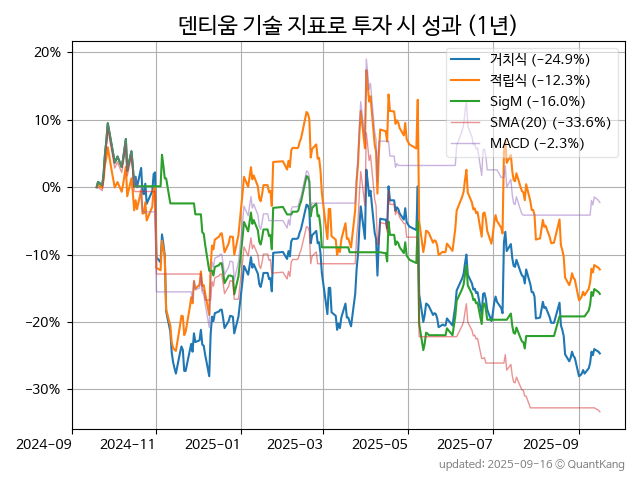 덴티움 기술 지표로 투자 시 성과 (1년)
20%
10%
0%
−10%
−20%
−30%
거치식 (−24.9%)
적립식 (−12.3%)
SigM (−16.0%)
SMA(20) (−33.6%)
MACD (−2.3%)
2024-09
2024-11
2025-01
2025-03
2025-05
2025-07
2025-09
updated: 2025-09-16 © QuantKang